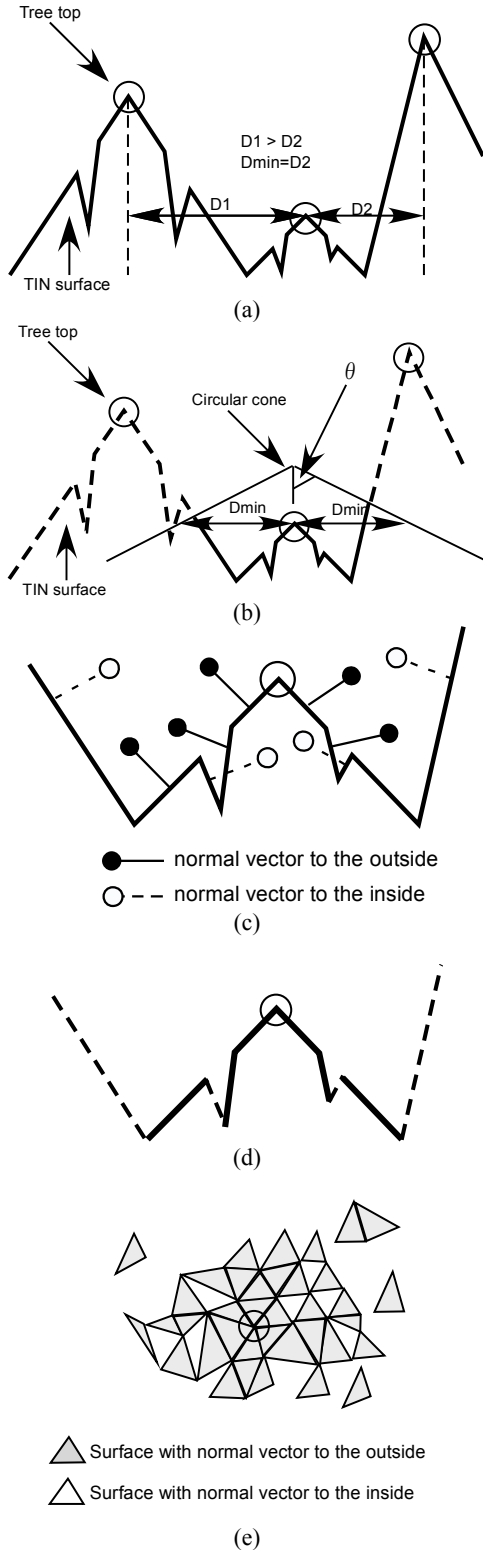 Tree top
D1 > D2
Dmin=D2
D1
D2
TIN surface
(a)
Tree top
θ
Circular cone
Dmin
Dmin
TIN surface
(b)
normal vector to the outside
normal vector to the inside
(c)
(d)
Surface with normal vector to the outside
Surface with normal vector to the inside
(e)